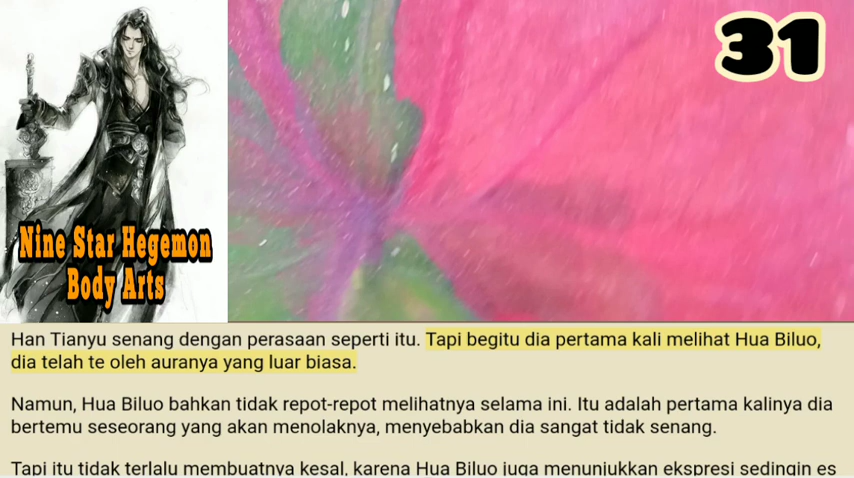 31
Nine Star Hegemon
Body Arts
Han Tianyu senang dengan perasaan seperti itu. Tapi begitu dia pertama kali melihat Hua Biluo,
dia telah te oleh auranya yang luar biasa.
Namun, Hua Biluo bahkan tidak repot-repot melihatnya selama ini. Itu adalah pertama kalinya dia
bertemu seseorang yang akan menolaknya, menyebabkan dia sangat tidak senang.
Tapi itu tidak terlalu membuatnya kesal, karena Hua Biluo juga menunjukkan ekspresi sedingin es